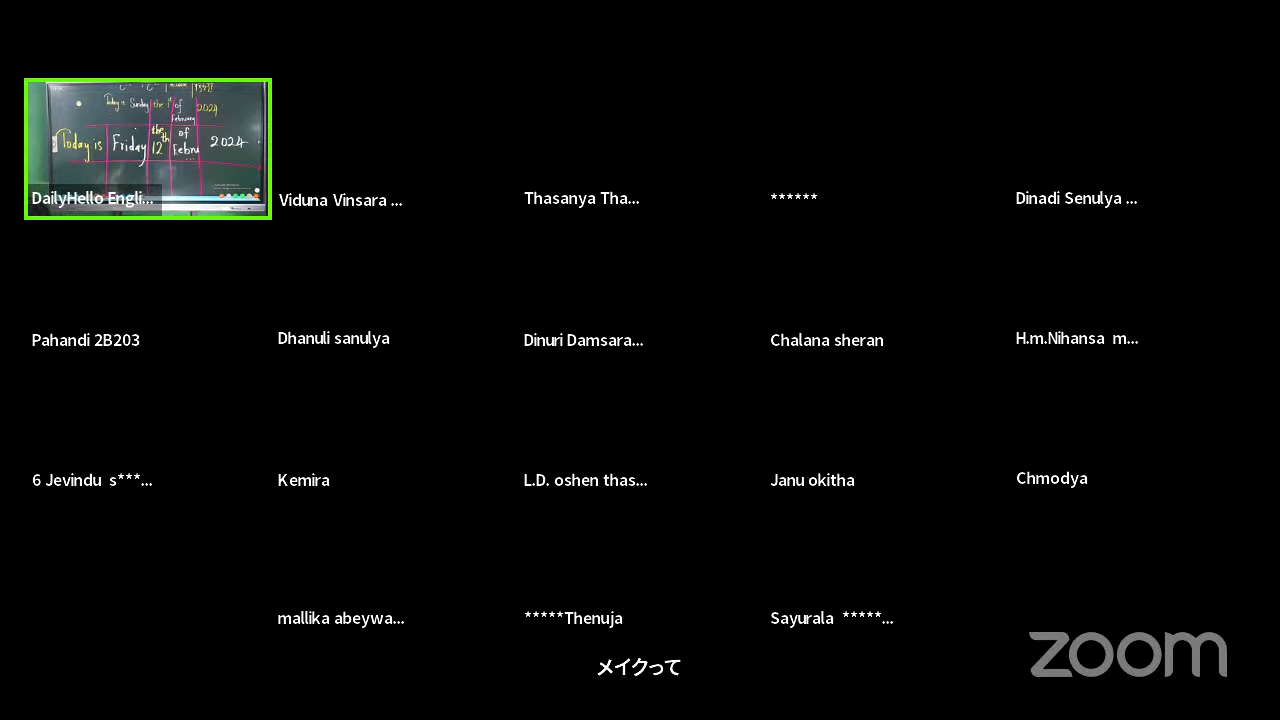 Today is Sunday the 1st of February 2024
Today is Friday the 12th of Febru... 2024
DailyHello Engli...
Viduna Vinsara ...
Thasanya Tha...
******
Dinadi Senulya ...
Pahandi 2B203
Dhanuli sanulya
Dinuri Damsara...
Chalana sheran
H.m.Nihansa m...
6 Jevindu s***...
Kemira
L.D. oshen thas...
Janu okitha
Chmodya
mallika abeywa...
*****Thenuja
Sayurala *****...
メイクって
zoom